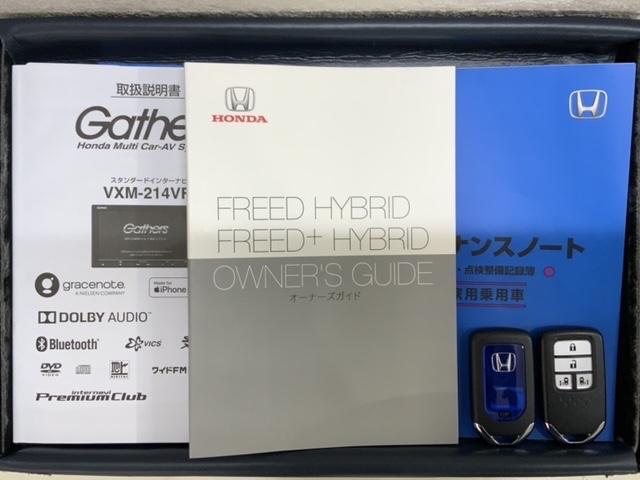 取扱説明書
Gathers
Honda Multi Car-AV S
スタンダードインターナビ
VXM-214VF
Gathers
gracenote.
A NIELSEN COMPANY
Made for
iPhone
DOLBY AUDIO™
Bluetooth
VICS
DVD
VIDEO
ワイドFM
internavi
PremiumClub
HONDA
FREED HYBRID
FREED+ HYBRID
OWNER'S GUIDE
オーナーズガイド
ナンスノート
・点検整備記録簿
用乗用車